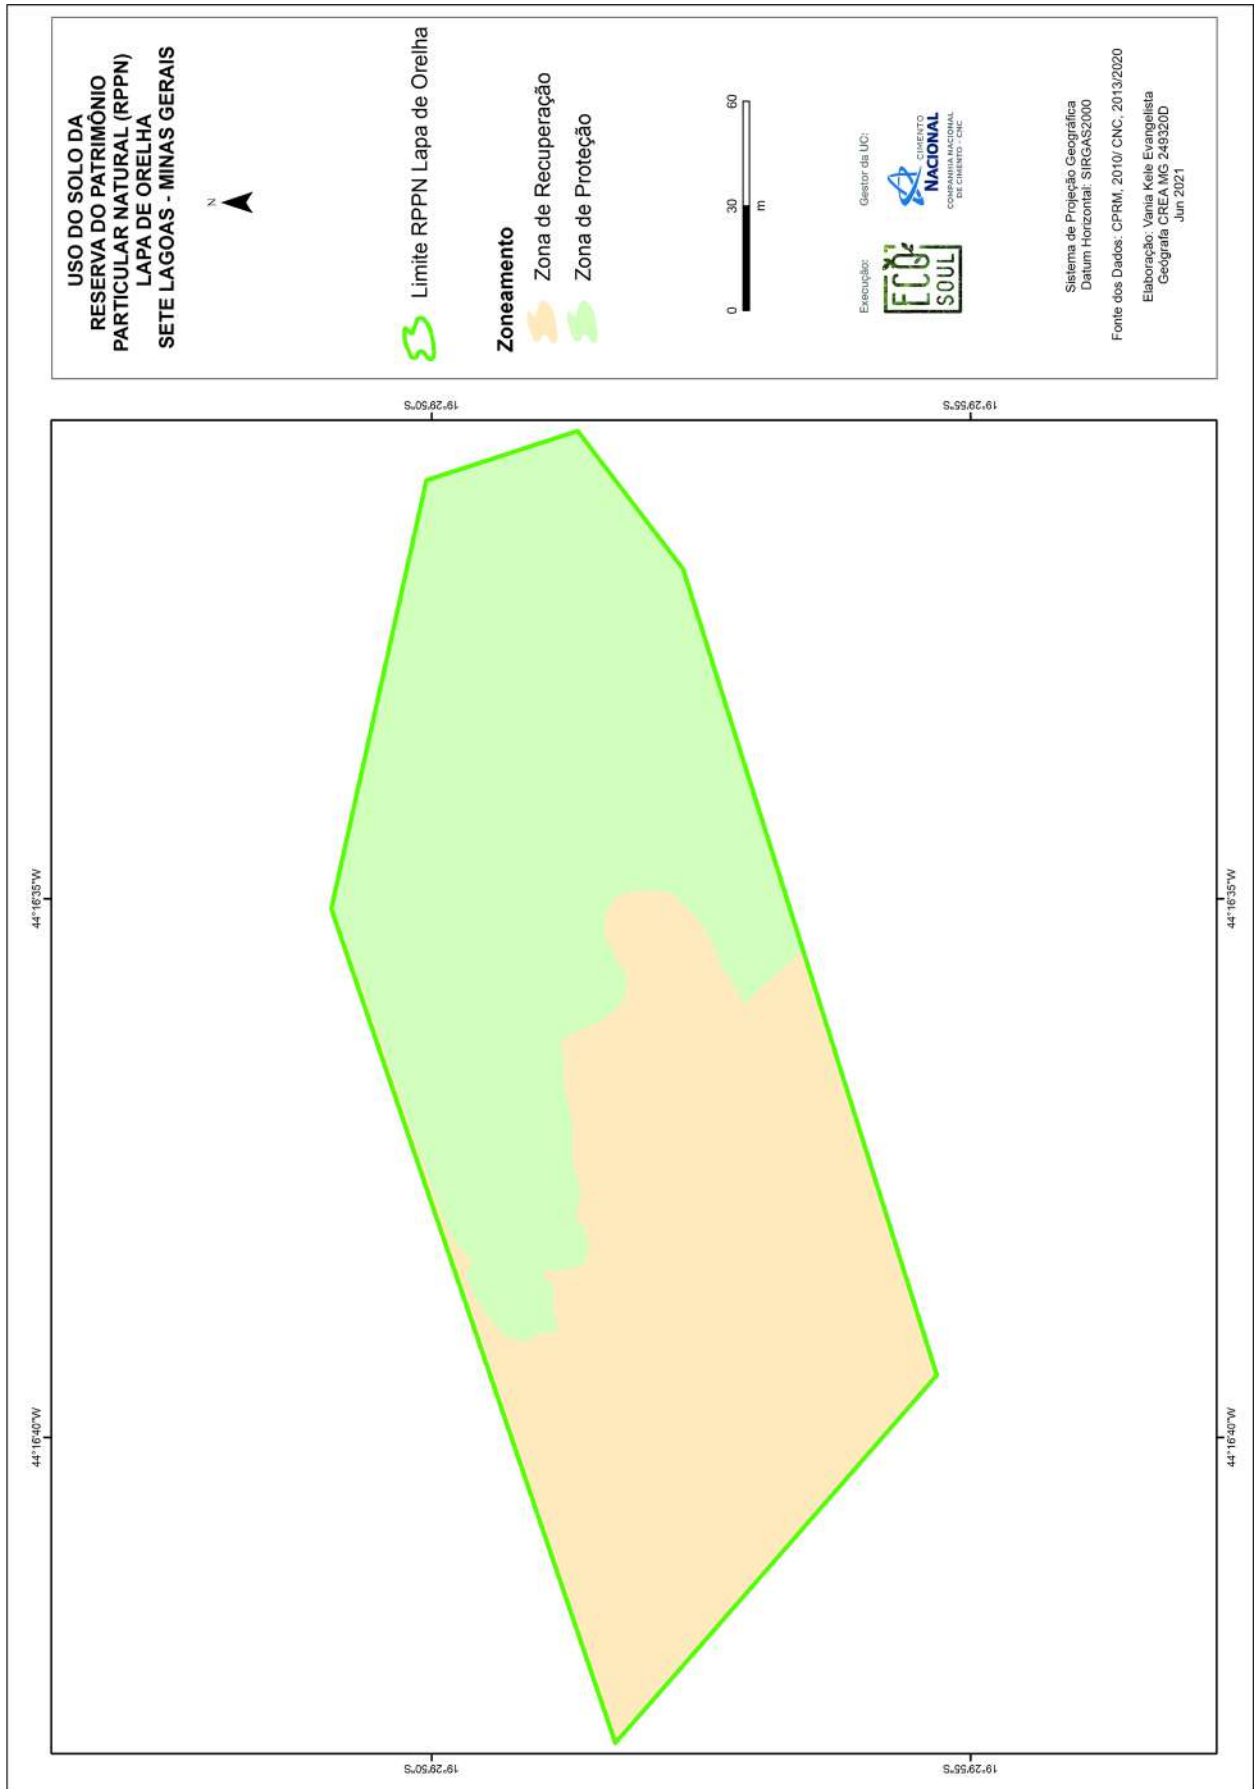 USO DO SOLO DA
RESERVA DO PATRIMÔNIO
PARTICULAR NATURAL (RPPN)
LAPA DE ORELHA
SETE LAGOAS - MINAS GERAIS
N
Limite RPPN Lapa de Orelha
Zoneamento
Zona de Recuperação
Zona de Proteção
0 30 60
m
Execução:
ECO
SOUL
Gestor da UC:
CIMENTO
NACIONAL
COMPANHIA NACIONAL
DE CIMENTO - CNC
Sistema de Projeção Geográfica
Datum Horizontal: SIRGAS2000
Fonte dos Dados: CPRM, 2010/ CNC, 2013/2020
Elaboração: Vania Kele Evangelista
Geógrafa CREA MG 249320D
Jun 2021
44°16'40"W
44°16'35"W
19°29'50"S
19°29'50"S
19°29'55"S
19°29'55"S
44°16'40"W
44°16'35"W